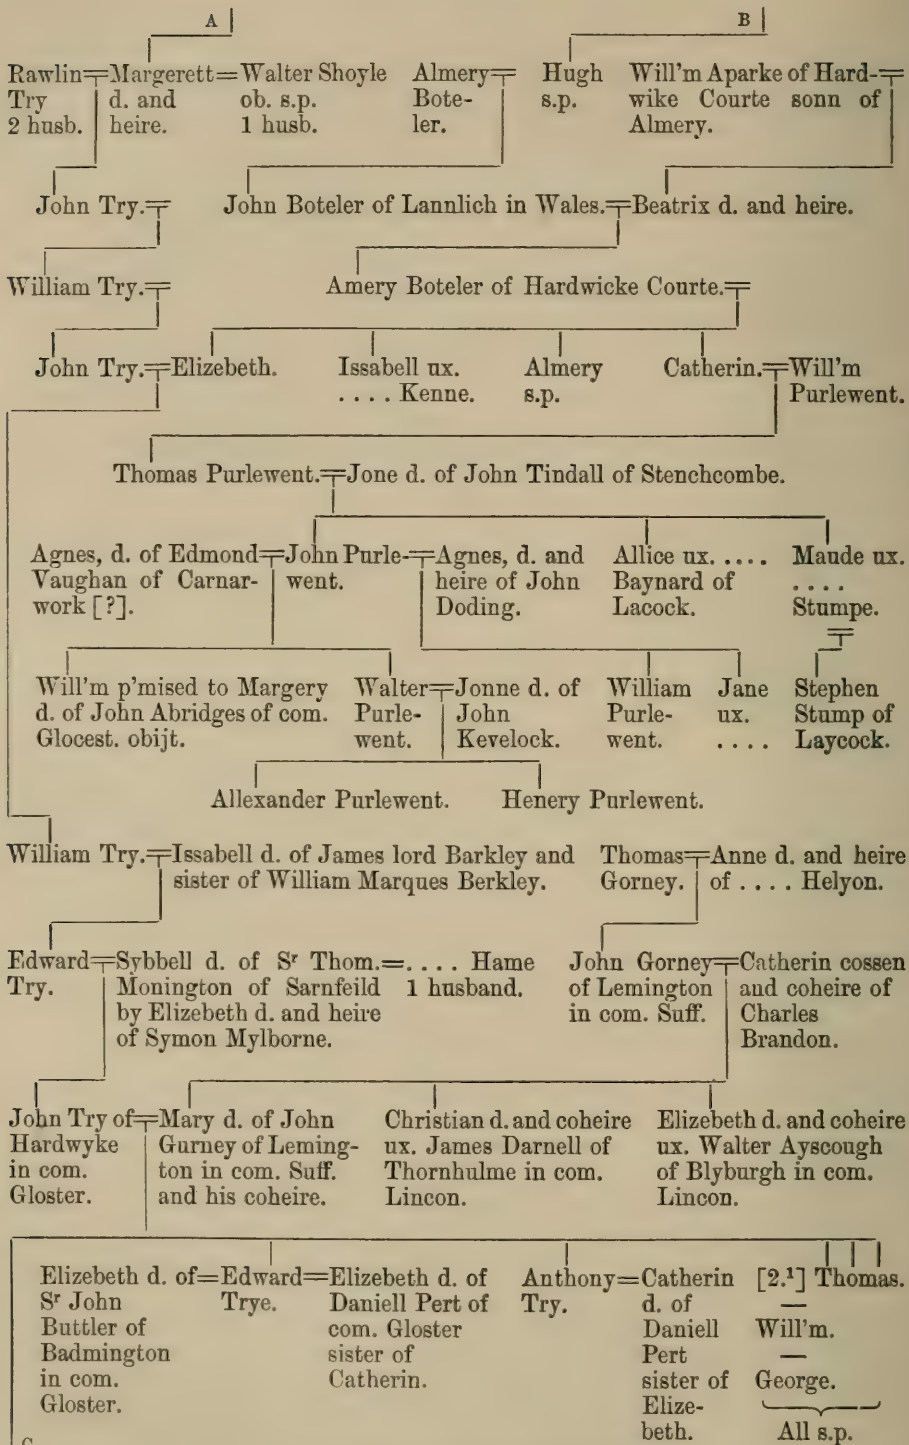 A B
Rawlin=Margerett=Walter Shoyle Almery= Hugh Will'm Aparke of Hard-=
Try d. and ob. s.p. Bote- s.p. wike Courte sonn of
2 husb. heire. 1 husb. ler. Almery.
John Try.= John Boteler of Lannlich in Wales.=Beatrix d. and heire.
William Try.= Amery Boteler of Hardwicke Courte.=
John Try.=Elizebeth. Issabell ux. Almery Catherin.=Will'm
.... Kenne. s.p. Purlewent.
Thomas Purlewent.=Jone d. of John Tindall of Stenchcombe.
Agnes, d. of Edmond=John Purle-=Agnes, d. and Allice ux. .... Maude ux.
Vaughan of Carnar- went. heire of John Baynard of ....
work [?]. Doding. Lacock. Stumpe.
=
Will'm p'mised to Margery Walter=Jonne d. of William Jane Stephen
d. of John Abridges of com. Purle- John Purle- ux. Stump of
Glocest. obijt. went. Kevelock. went. .... Laycock.
Allexander Purlewent. Henery Purlewent.
William Try.=Issabell d. of James lord Barkley and Thomas=Anne d. and heire
sister of William Marques Berkley. Gorney. of .... Helyon.
Edward=Sybbell d. of Sr Thom.=.... Hame John Gorney=Catherin cossen
Try. Monington of Sarnfeild 1 husband. of Lemington and coheire of
by Elizebeth d. and heire in com. Suff. Charles
of Symon Mylborne. Brandon.
John Try of=Mary d. of John Christian d. and coheire Elizebeth d. and coheire
Hardwyke Gurney of Leming- ux. James Darnell of ux. Walter Ayscough
in com. ton in com. Suff. Thornhulme in com. of Blyburgh in com.
Gloster. and his coheire. Lincon. Lincon.
Elizebeth d. of=Edward=Elizebeth d. of Anthony=Catherin [2.¹] Thomas.
Sr John Trye. Daniell Pert of Try. d. of —
Buttler of com. Gloster Daniell Will'm.
Badmington sister of Pert —
in com. Catherin. sister of George.
Gloster. Elize-
C beth. All s.p.